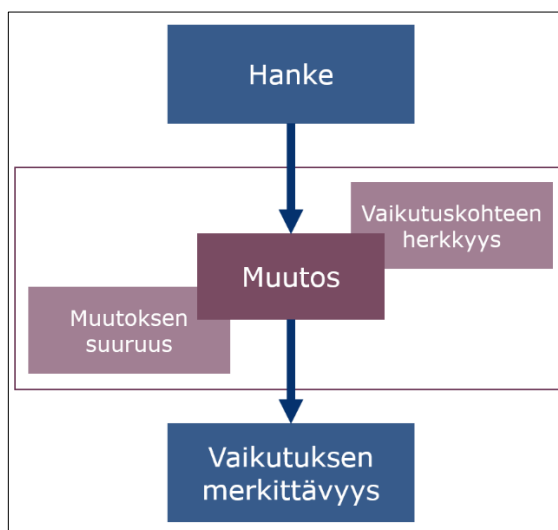 Hanke
Vaikutuskohteen
herkkyys
Muutos
Muutoksen
suuruus
Vaikutuksen
merkittävyys